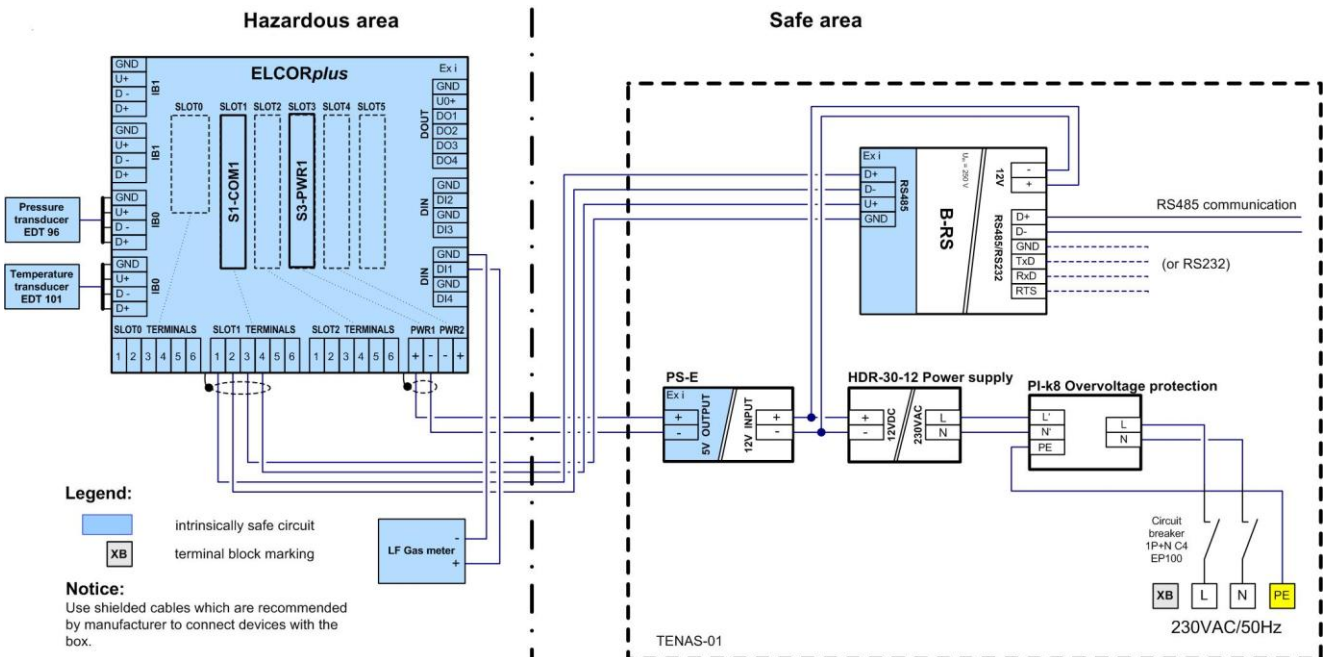 Hazardous area
Safe area
ELCORplus
Ex i
GND
U+
D -
D+
IB1
GND
U+
D -
D+
IB1
GND
U+
D -
D+
IB0
GND
U+
D -
D+
IB0
Pressure
transducer
EDT 96
Temperature
transducer
EDT 101
SLOT0
SLOT1
SLOT2
SLOT3
SLOT4
SLOT5
S1-COM1
S3-PWR1
GND
U0+
DO1
DO2
DO3
DO4
DOUT
GND
DI2
GND
DI3
DIN
GND
DI1
GND
DI4
DIN
SLOT0 TERMINALS
SLOT1 TERMINALS
SLOT2 TERMINALS
PWR1 PWR2
1 2 3 4 5 6
1 2 3 4 5 6
1 2 3 4 5 6
+ - - +
Ex i
D+
D-
U+
GND
RS485
B-RS
Um = 250 V
12V
-
+
RS485/RS232
D+
D-
GND
TxD
RxD
RTS
RS485 communication
(or RS232)
PS-E
Ex i
+
-
5V OUTPUT
12V INPUT
+
-
HDR-30-12 Power supply
+
-
12VDC
230VAC
L
N
PI-k8 Overvoltage protection
L'
N'
PE
L
N
Circuit
breaker
1P+N C4
EP100
XB
L
N
PE
230VAC/50Hz
TENAS-01
LF Gas meter
-
+
Legend:
intrinsically safe circuit
XB
terminal block marking
Notice:
Use shielded cables which are recommended
by manufacturer to connect devices with the
box.